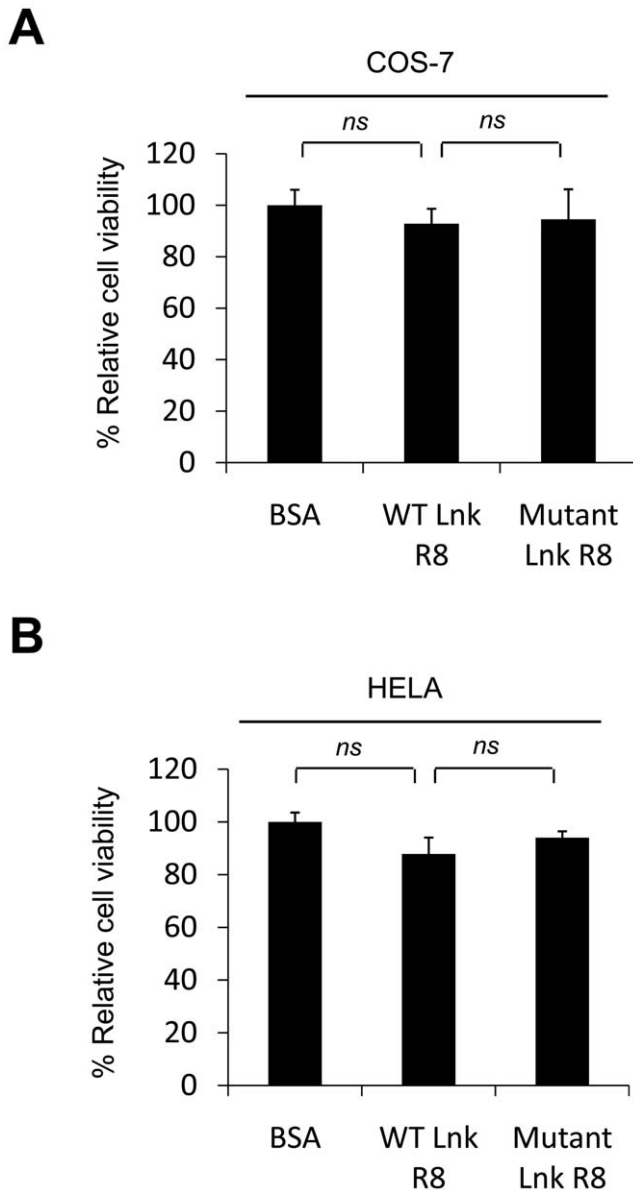 A
COS-7
ns
ns
% Relative cell viability
120
100
80
60
40
20
0
BSA
WT Lnk
R8
Mutant
Lnk R8
B
HELA
ns
ns
% Relative cell viability
120
100
80
60
40
20
0
BSA
WT Lnk
R8
Mutant
Lnk R8